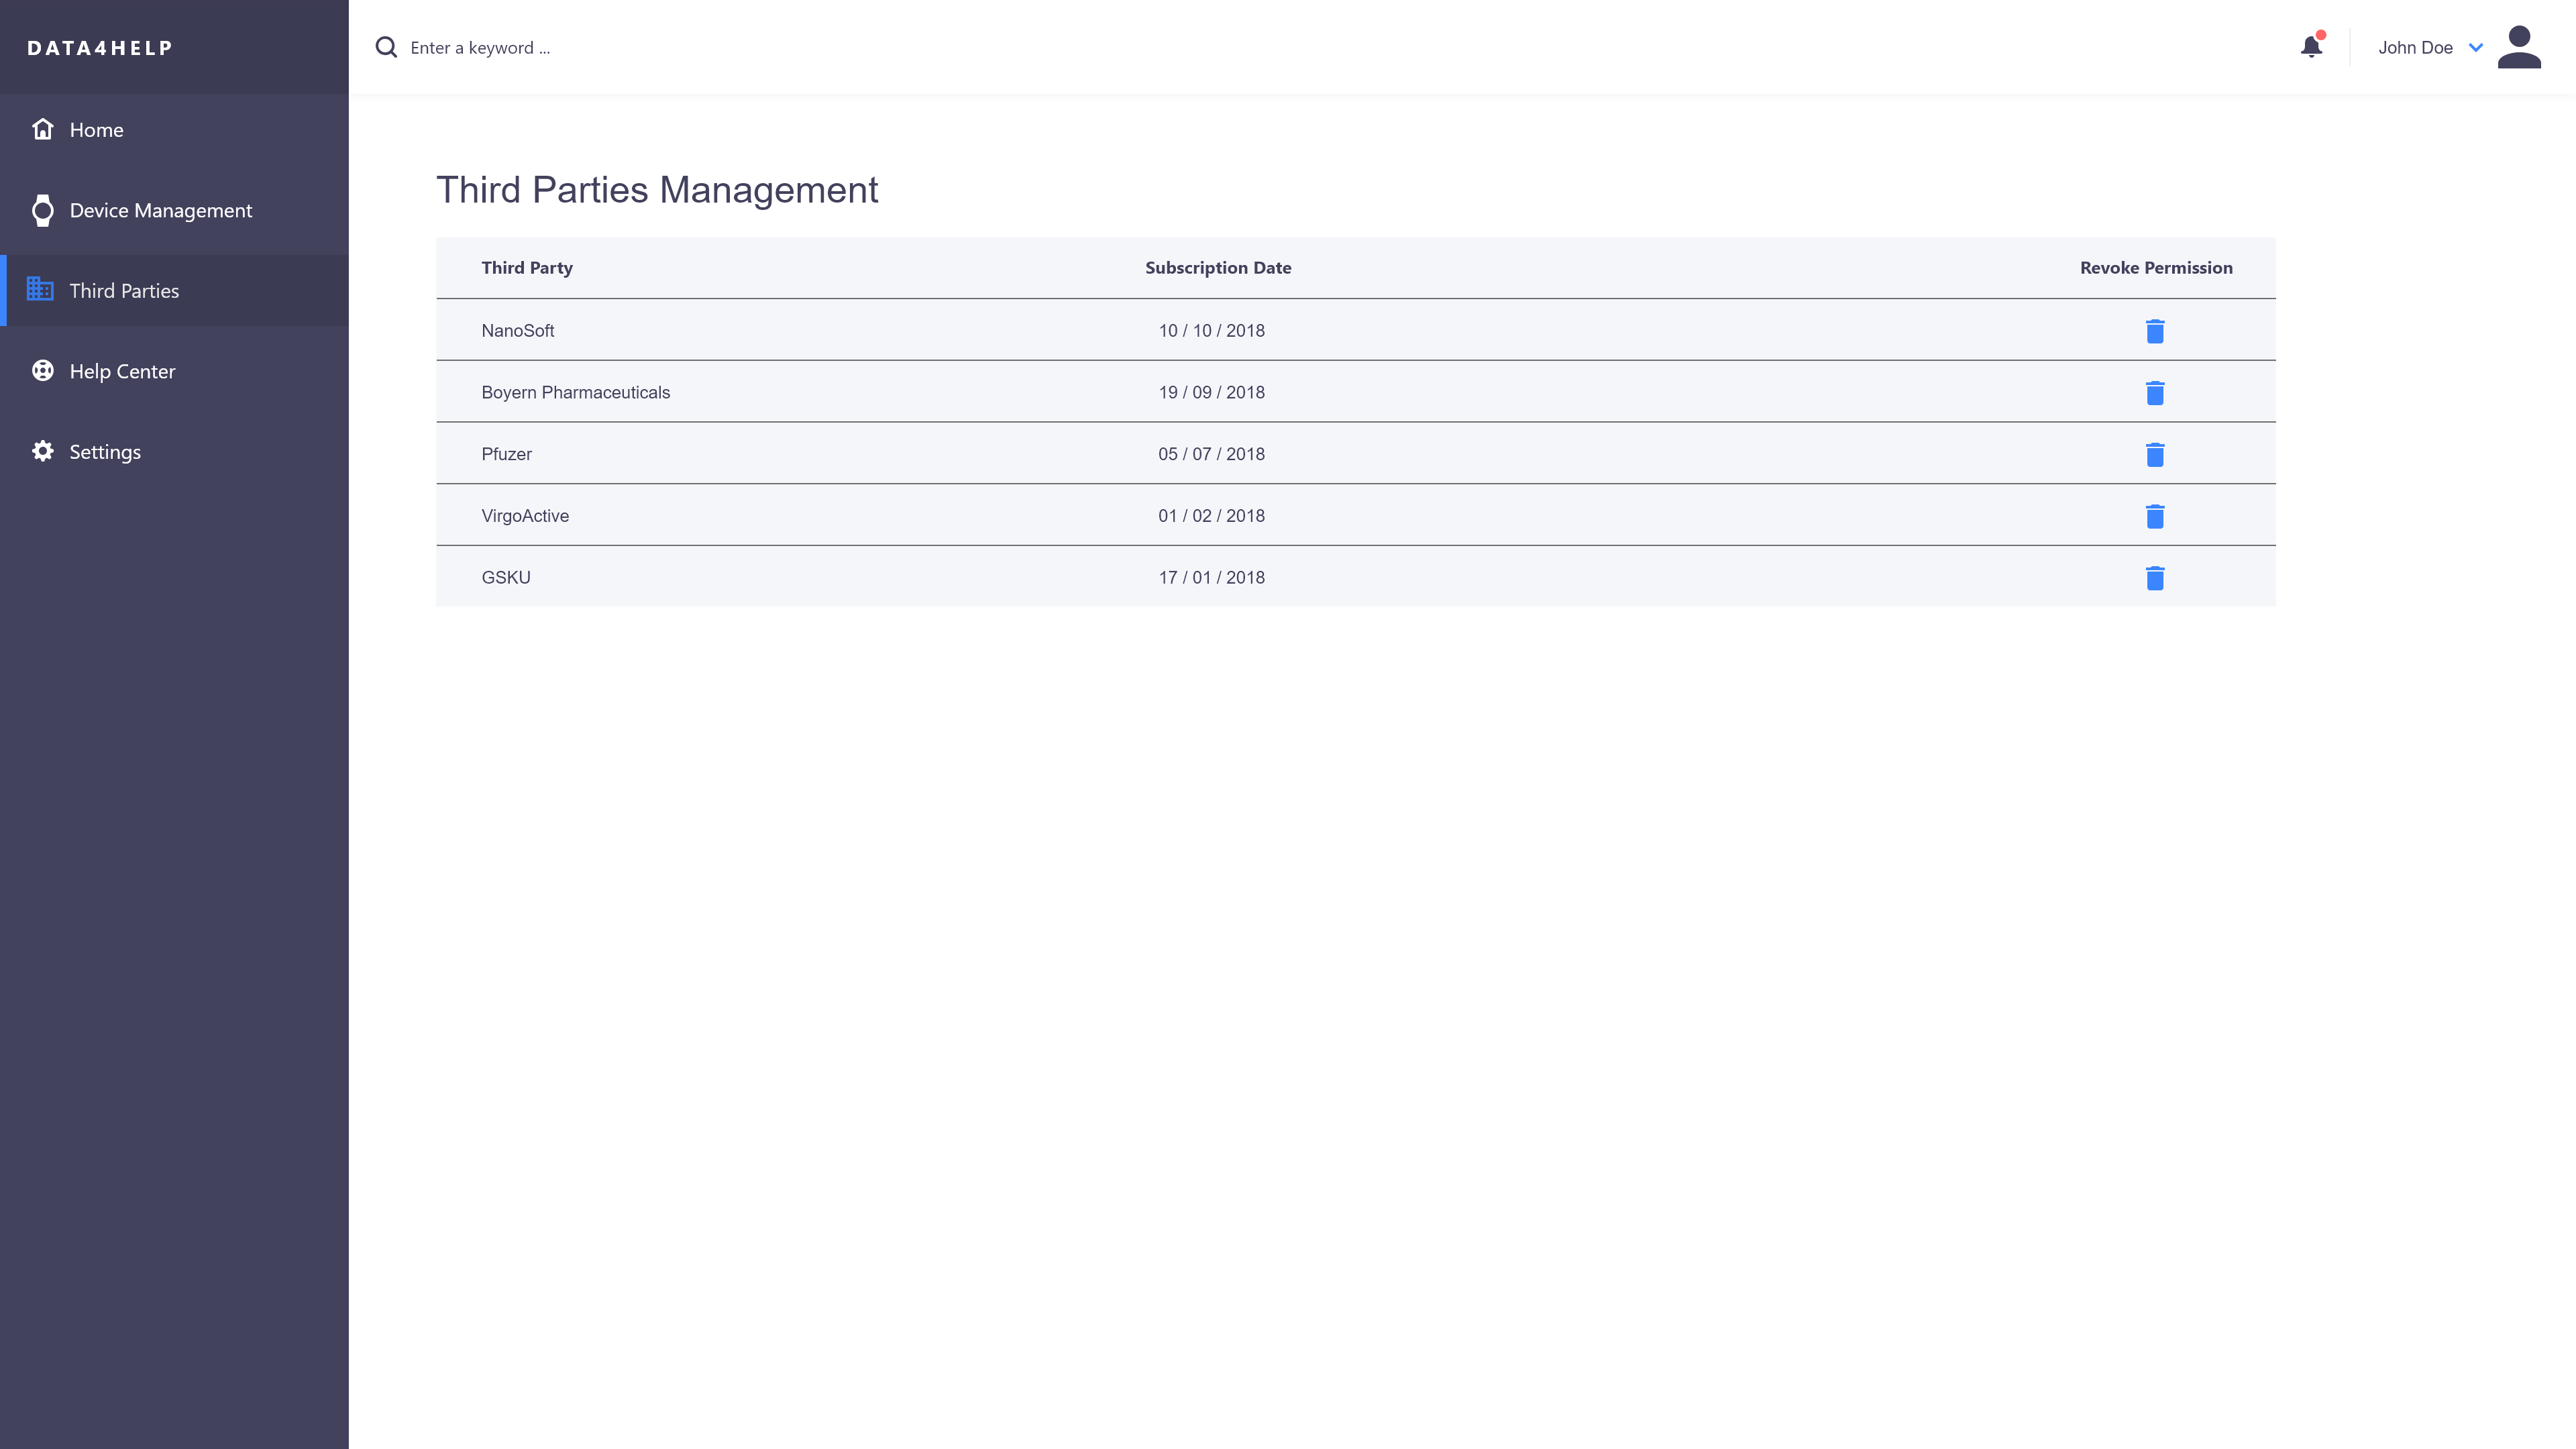 DATA4HELP
Enter a keyword ...
John Doe
Home
Device Management
Third Parties
Help Center
Settings
Third Parties Management
Third Party Subscription Date Revoke Permission
NanoSoft 10 / 10 / 2018
Boyern Pharmaceuticals 19 / 09 / 2018
Pfuzer 05 / 07 / 2018
VirgoActive 01 / 02 / 2018
GSKU 17 / 01 / 2018